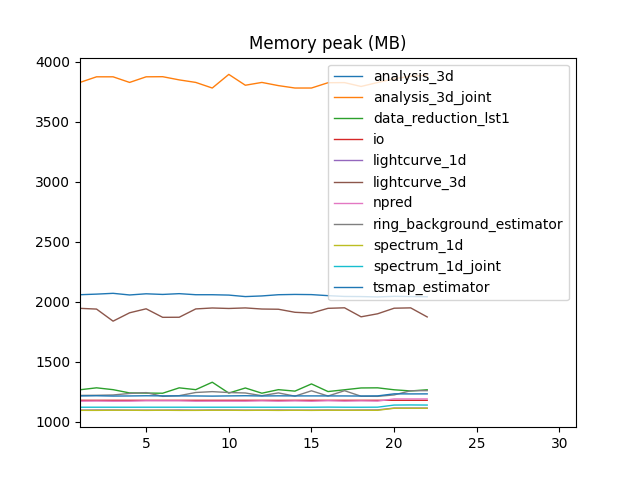 Memory peak (MB)
4000
3500
3000
2500
2000
1500
1000
analysis_3d
analysis_3d_joint
data_reduction_lst1
io
lightcurve_1d
lightcurve_3d
npred
ring_background_estimator
spectrum_1d
spectrum_1d_joint
tsmap_estimator
5 10 15 20 25 30